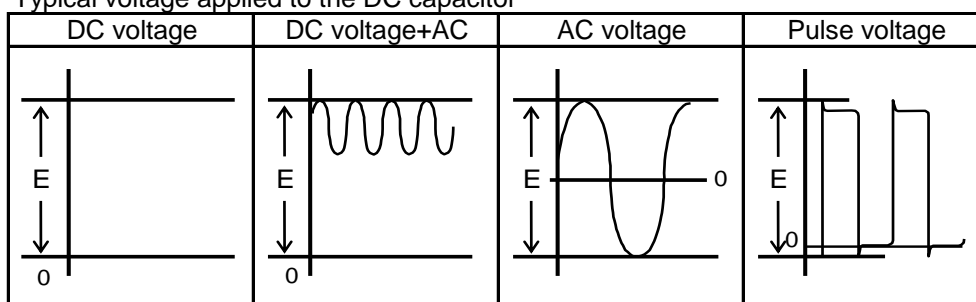 Typical voltage applied to the DC capacitor
DC voltage DC voltage+AC AC voltage Pulse voltage
E E E 0 E
0
0 0